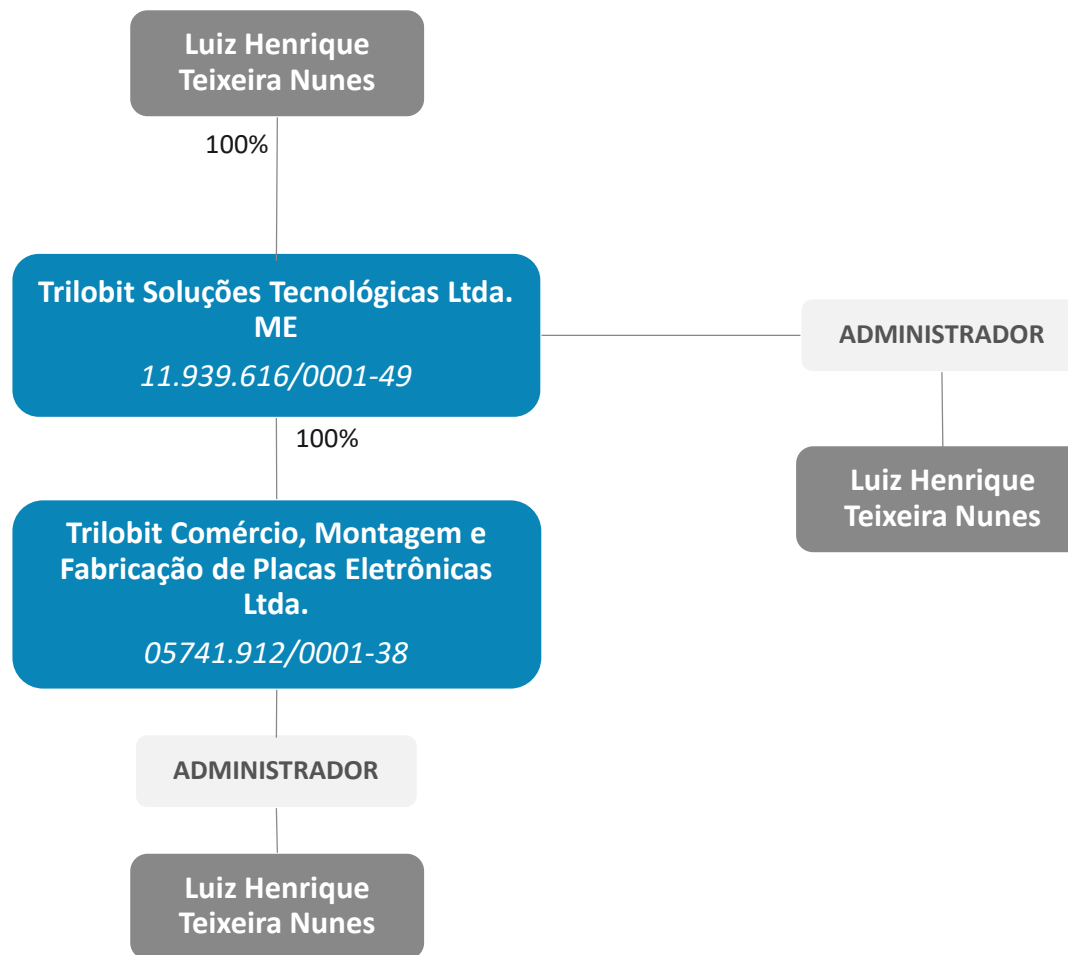 Luiz Henrique
Teixeira Nunes
100%
Trilobit Soluções Tecnológicas Ltda.
ME
11.939.616/0001-49
ADMINISTRADOR
100%
Luiz Henrique
Teixeira Nunes
Trilobit Comércio, Montagem e
Fabricação de Placas Eletrônicas
Ltda.
05741.912/0001-38
ADMINISTRADOR
Luiz Henrique
Teixeira Nunes